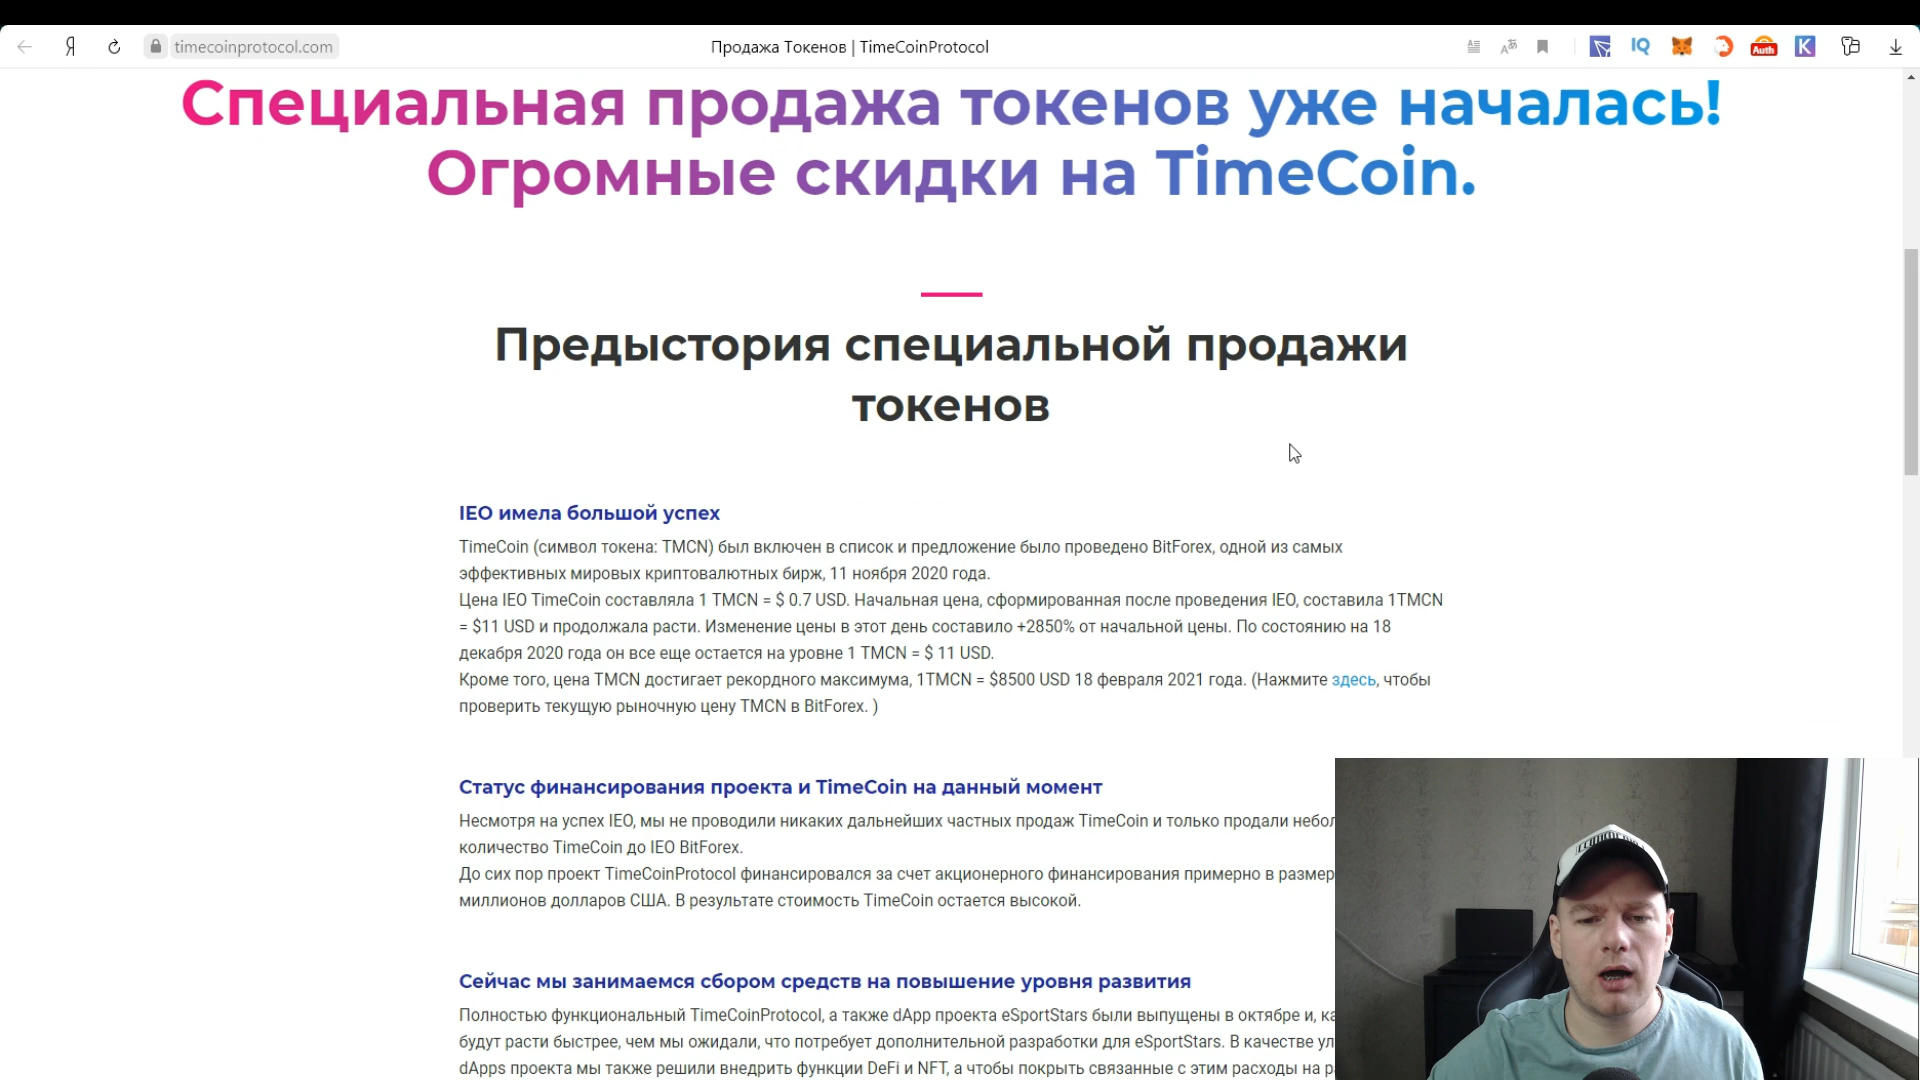 timecoinprotocol.com
Продажа Токенов | TimeCoinProtocol
IQ
Auth
K
Специальная продажа токенов уже началась!
Огромные скидки на TimeCoin.
Предыстория специальной продажи
токенов
IEO имела большой успех
TimeCoin (символ токена: TMCN) был включен в список и предложение было проведено BitForex, одной из самых
эффективных мировых криптовалютных бирж, 11 ноября 2020 года.
Цена IEO TimeCoin составляла 1 TMCN = $ 0.7 USD. Начальная цена, сформированная после проведения IEO, составила 1TMCN
= $11 USD и продолжала расти. Изменение цены в этот день составило +2850% от начальной цены. По состоянию на 18
декабря 2020 года он все еще остается на уровне 1 TMCN = $ 11 USD.
Кроме того, цена TMCN достигает рекордного максимума, 1TMCN = $8500 USD 18 февраля 2021 года. (Нажмите здесь, чтобы
проверить текущую рыночную цену TMCN в BitForex. )
Статус финансирования проекта и TimeCoin на данный момент
Несмотря на успех IEO, мы не проводили никаких дальнейших частных продаж TimeCoin и только продали
количество TimeCoin до IEO BitForex.
До сих пор проект TimeCoinProtocol финансировался за счет акционерного финансирования примерно в
миллионов долларов США. В результате стоимость TimeCoin остается высокой.
Сейчас мы занимаемся сбором средств на повышение уровня развития
Полностью функциональный TimeCoinProtocol, а также dApp проекта eSportStars были выпущены в октябре и,
будут расти быстрее, чем мы ожидали, что потребует дополнительной разработки для eSportStars. В качестве
dApps проекта мы также решили внедрить функции DeFi и NFT, а чтобы покрыть связанные с этим расходы на